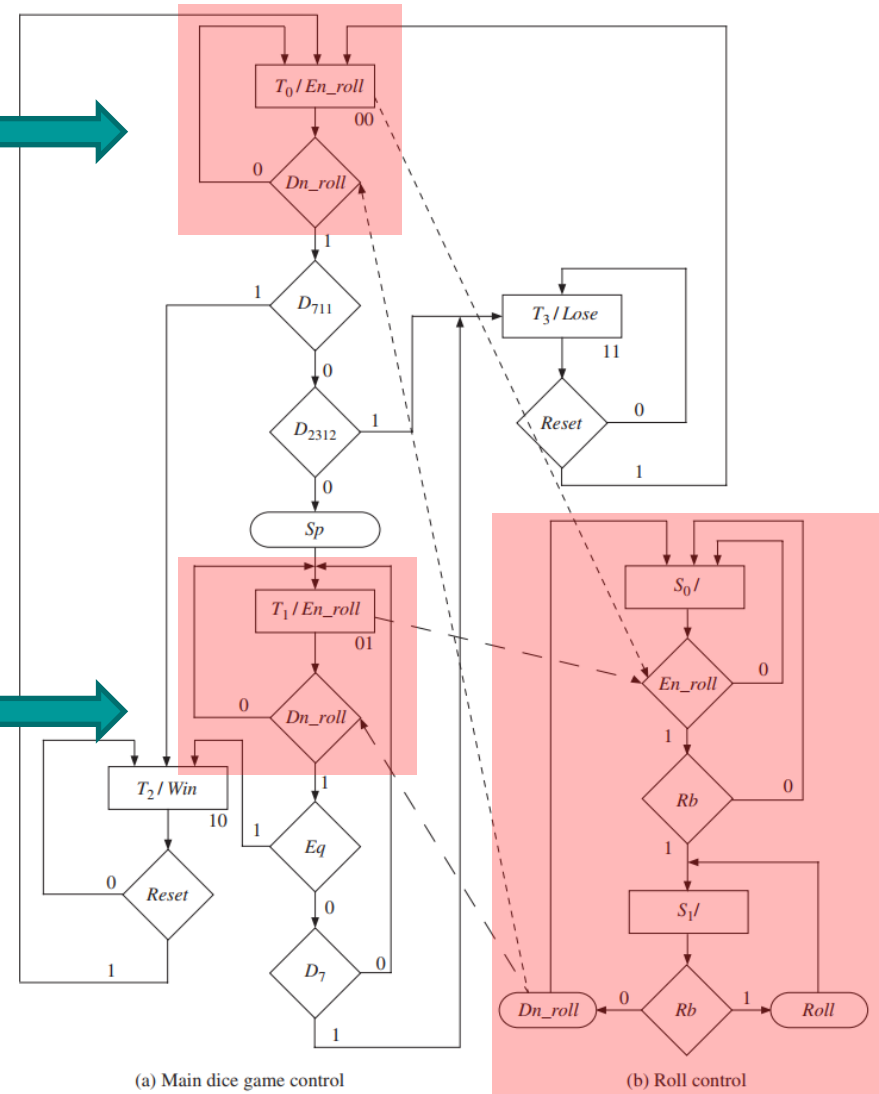 T0 / En_roll
00
0
Dn_roll
1
1
D711
0
D2312
1
0
Sp
T3 / Lose
11
Reset
0
1
T1 / En_roll
01
0
Dn_roll
1
T2 / Win
10
1
Eq
0
Reset
0
D7
0
1
1
S0 /
En_roll
0
1
Rb
0
1
S1/
Dn_roll
0
Rb
1
Roll
(a) Main dice game control
(b) Roll control